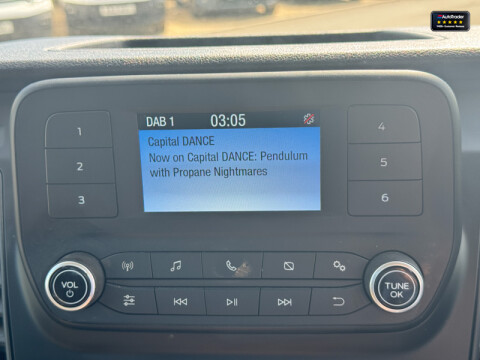 AutoTrader
DAB 1 03:05
Capital DANCE
Now on Capital DANCE: Pendulum
with Propane Nightmares
1
2
3
4
5
6
VOL
TUNE
OK